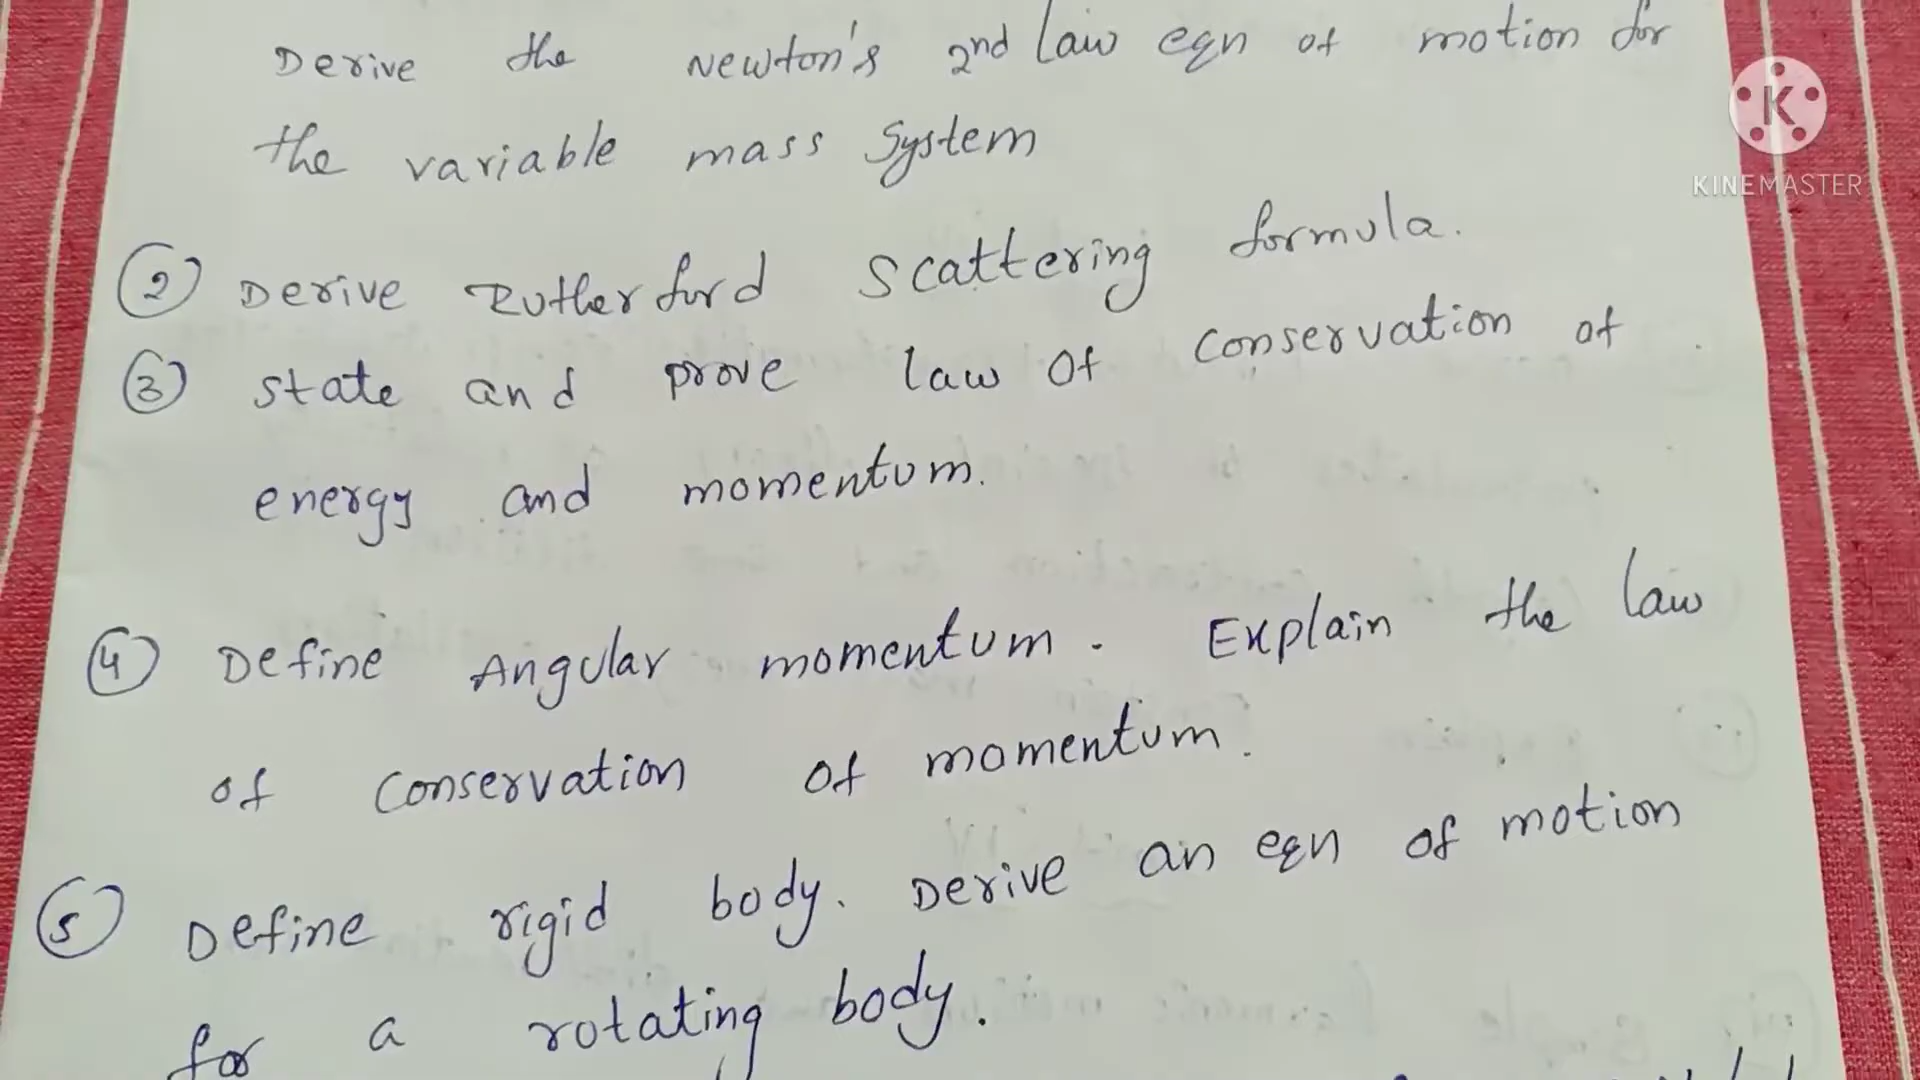 Derive the Newton's 2nd law eqn of motion for
the variable mass system
K
KINEMASTER
② Derive Rutherford scattering formula.
③ state and prove law of conservation of
energy and momentum.
④ Define Angular momentum. Explain the law
of conservation of momentum.
⑤ Define rigid body. Derive an eqn of motion
for a rotating body.